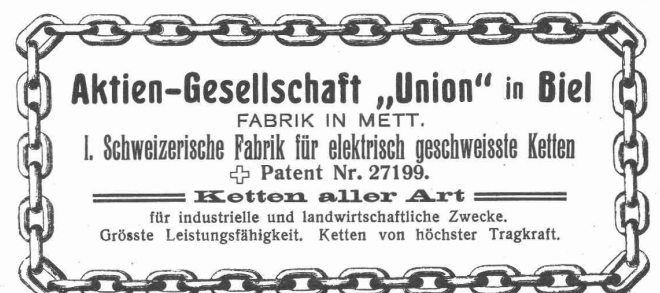 Aktien-Gesellschaft „Union“ in Biel
FABRIK IN METT.
I. Schweizerische Fabrik für elektrisch geschweisste Ketten
Patent Nr. 27199.
Ketten aller Art
für industrielle und landwirtschaftliche Zwecke.
Grösste Leistungsfähigkeit. Ketten von höchster Tragkraft.